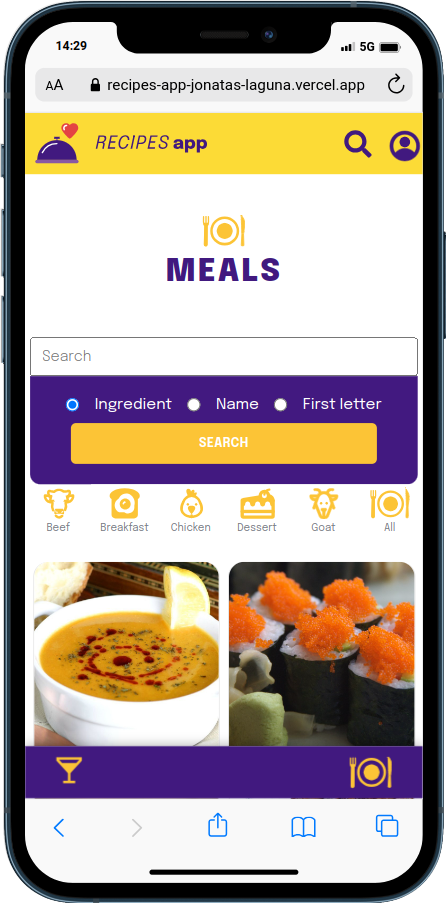 14:29 5G
AA recipes-app-jonatas-laguna.vercel.app
RECIPES app
MEALS
Search
Ingredient Name First letter
SEARCH
Beef Breakfast Chicken Dessert Goat All